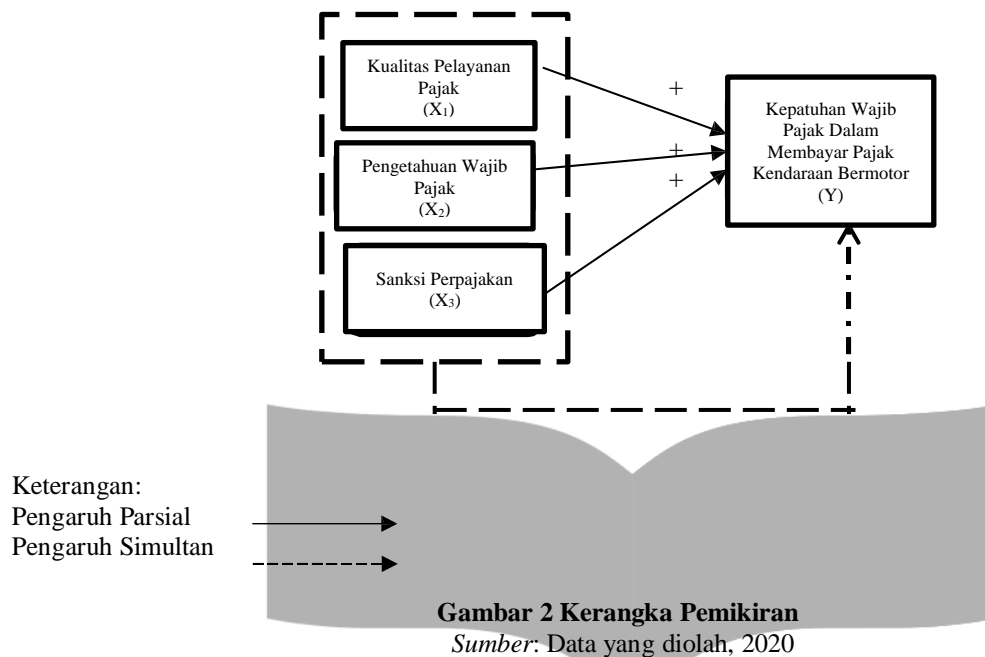 Kualitas Pelayanan
Pajak
(X₁)
+
Kepatuhan Wajib
Pajak Dalam
Membayar Pajak
Kendaraan Bermotor
(Y)
Pengetahuan Wajib
Pajak
(X₂)
+
+
Sanksi Perpajakan
(X₃)
Keterangan:
Pengaruh Parsial
Pengaruh Simultan
Gambar 2 Kerangka Pemikiran
Sumber: Data yang diolah, 2020